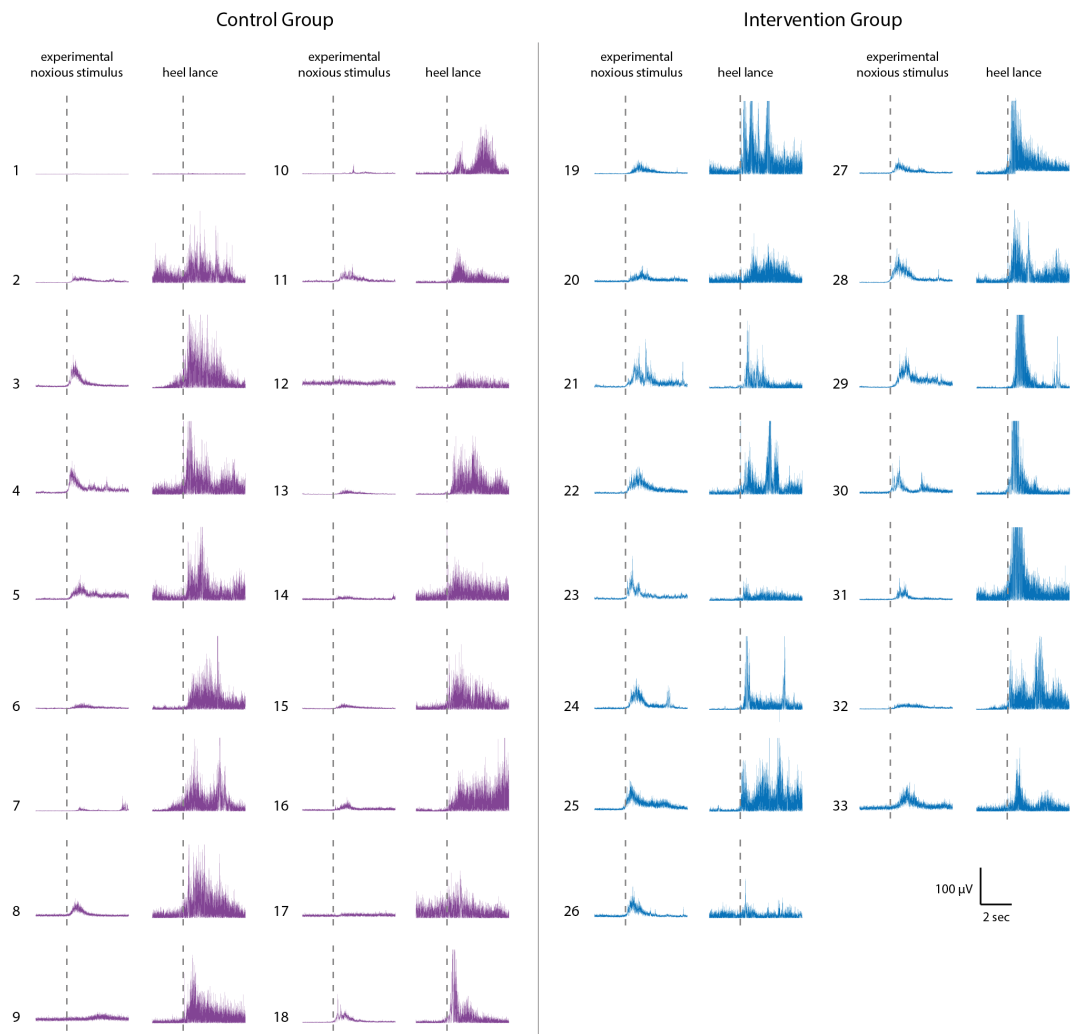 Control Group
Intervention Group
experimental
noxious stimulus
heel lance
experimental
noxious stimulus
heel lance
experimental
noxious stimulus
heel lance
experimental
noxious stimulus
heel lance
1
10
19
27
2
11
20
28
3
12
21
29
4
13
22
30
5
14
23
31
6
15
24
32
7
16
25
33
8
17
26
100 µV
2 sec
9
18